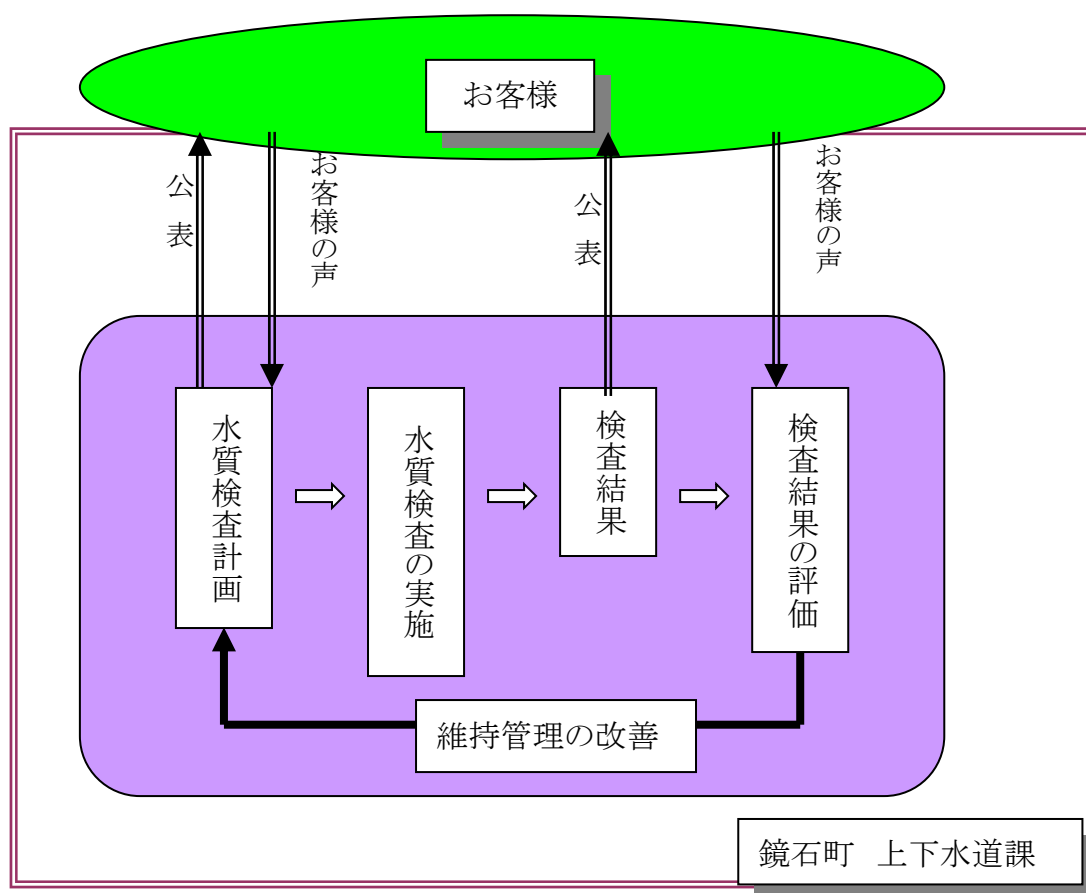 お客様
公表
お客様の声
公表
お客様の声
水質検査計画
水質検査の実施
検査結果
検査結果の評価
維持管理の改善
鏡石町 上下水道課